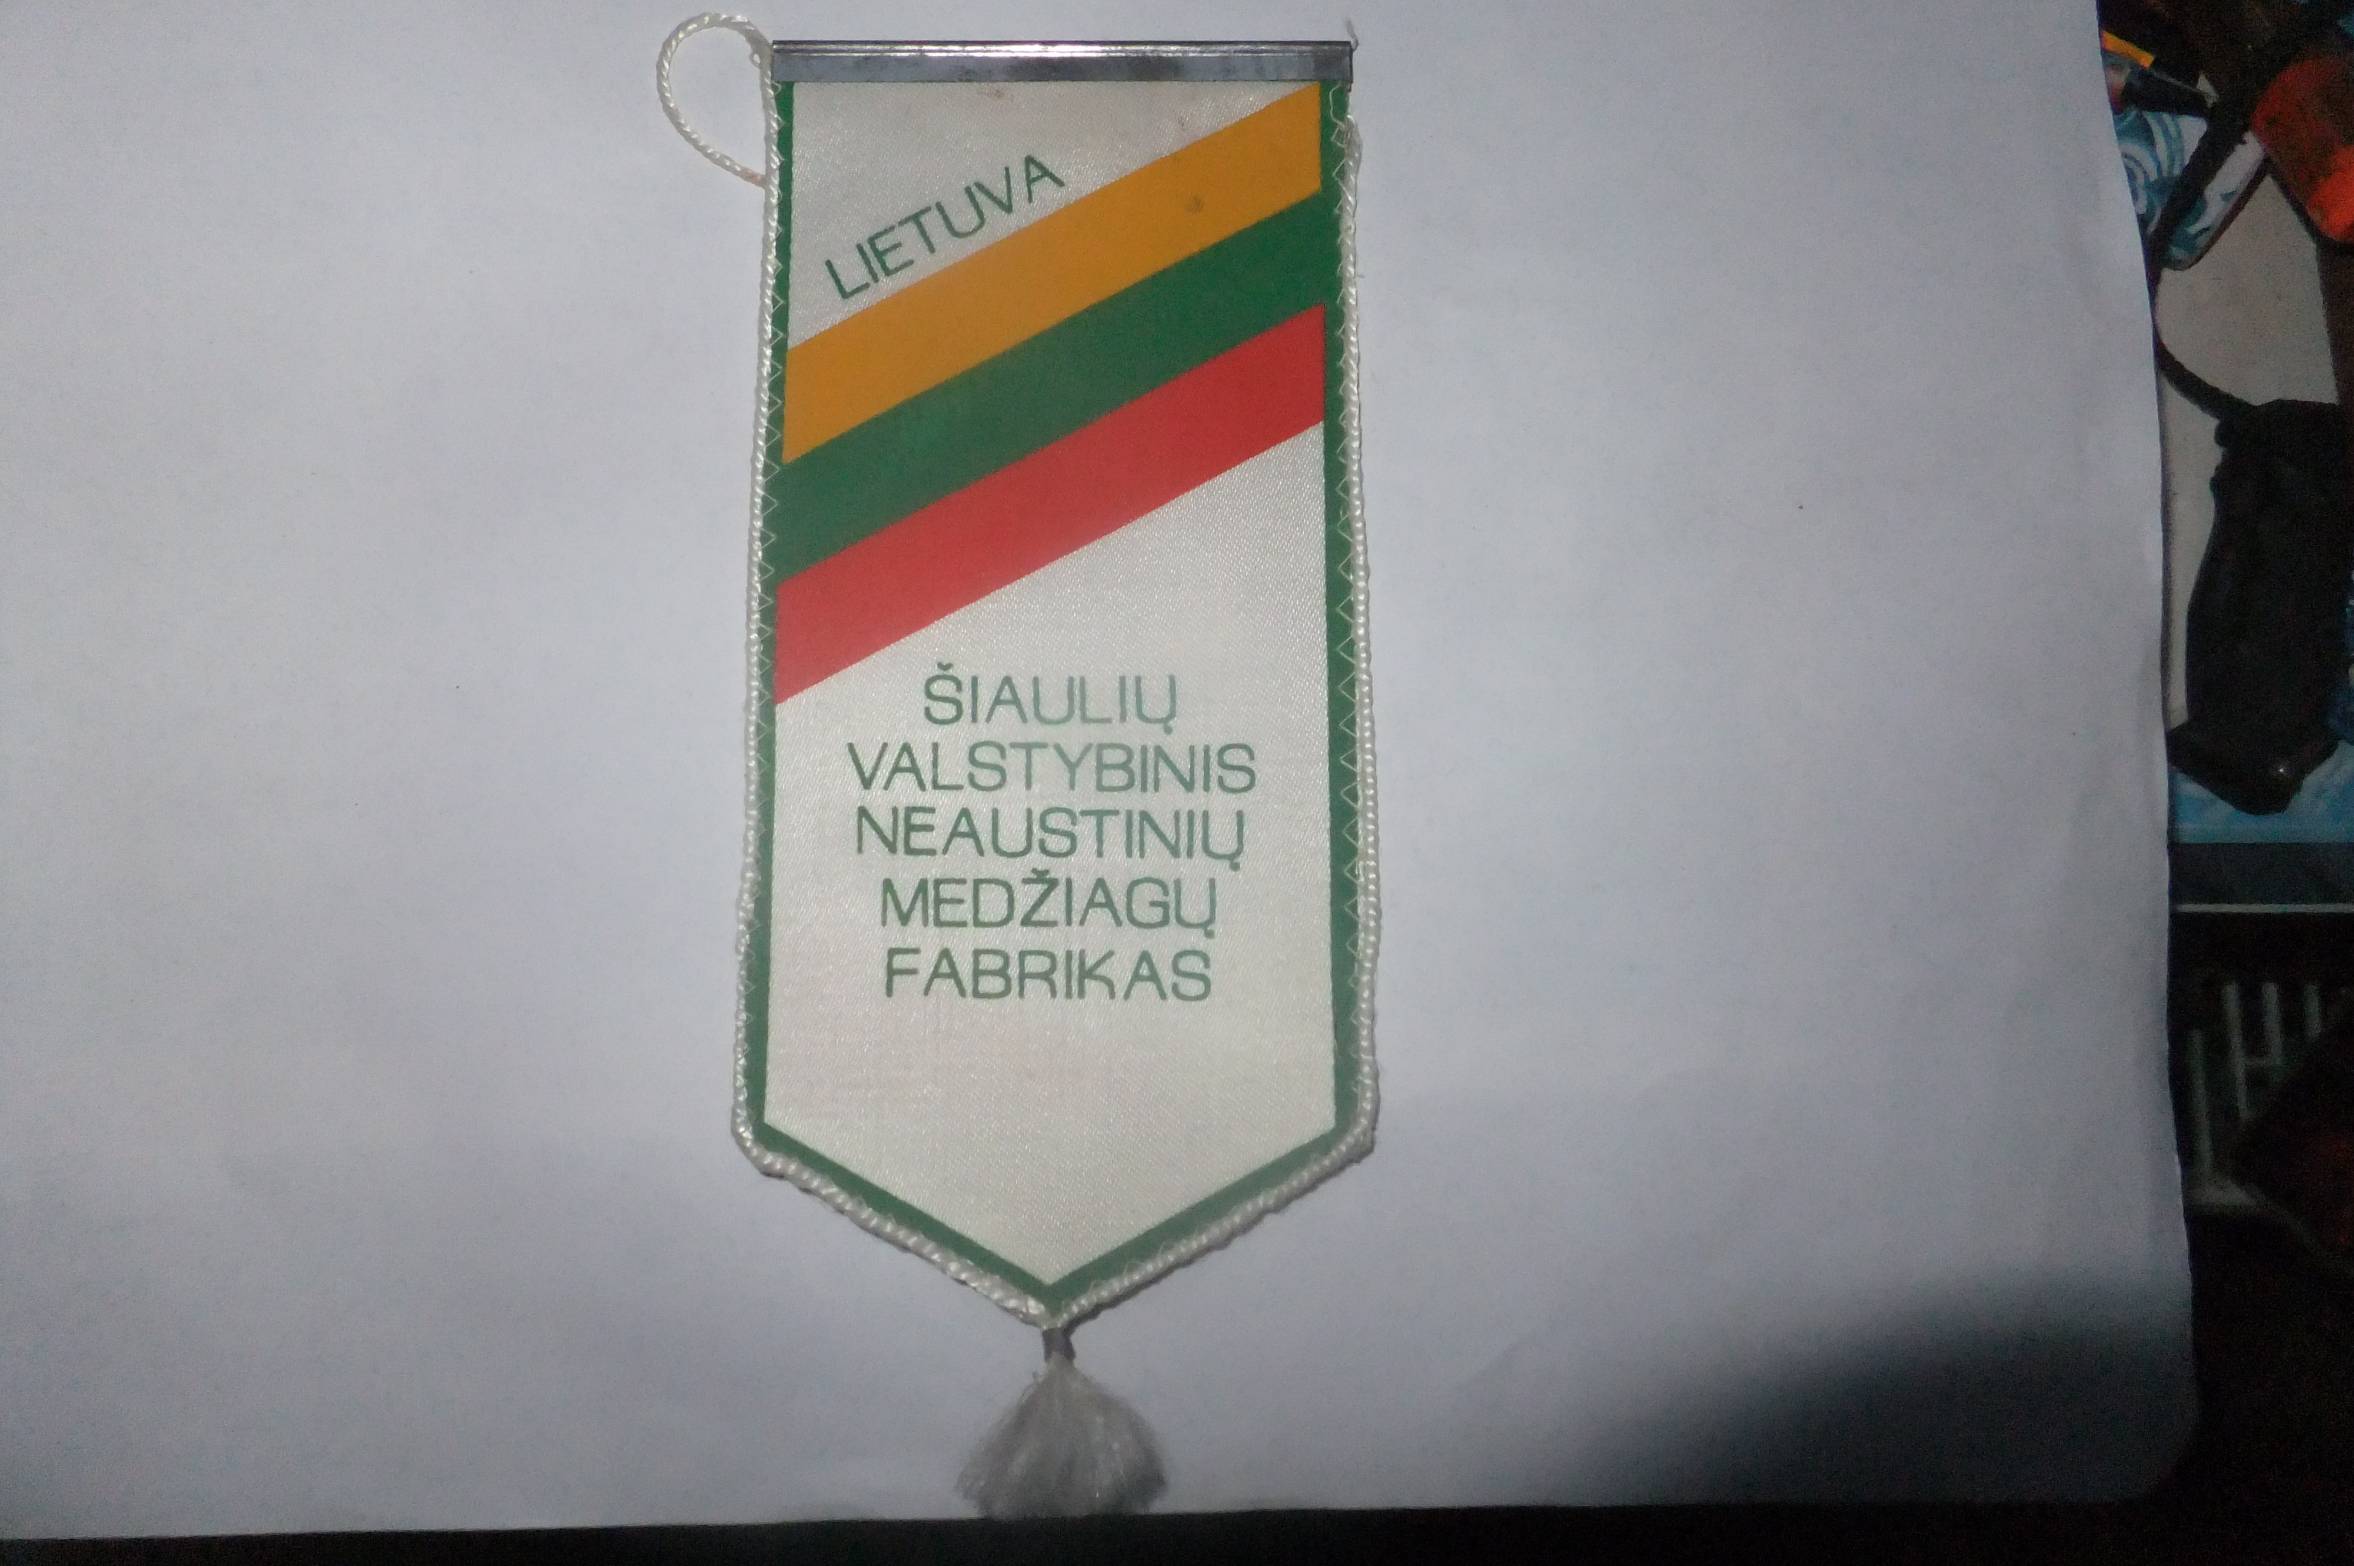 LIETUVA
ŠIAULIŲ
VALSTYBINIS
NEAUSTINIŲ
MEDŽIAGŲ
FABRIKAS